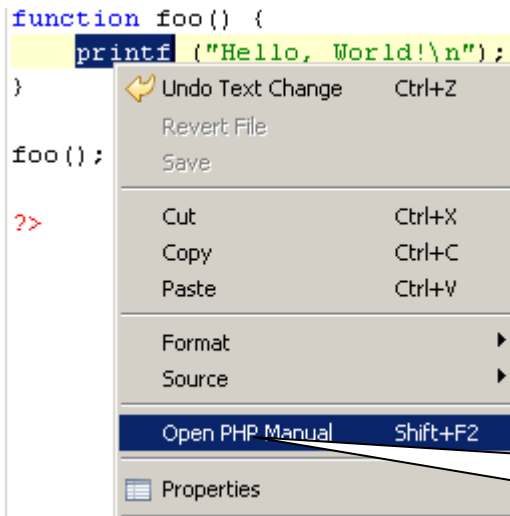 function foo() {
printf ("Hello, World!\n");
}
Undo Text Change Ctrl+Z
Revert File
foo();
Save
?>
Cut Ctrl+X
Copy Ctrl+C
Paste Ctrl+V
Format
Source
Open PHP Manual Shift+F2
Properties